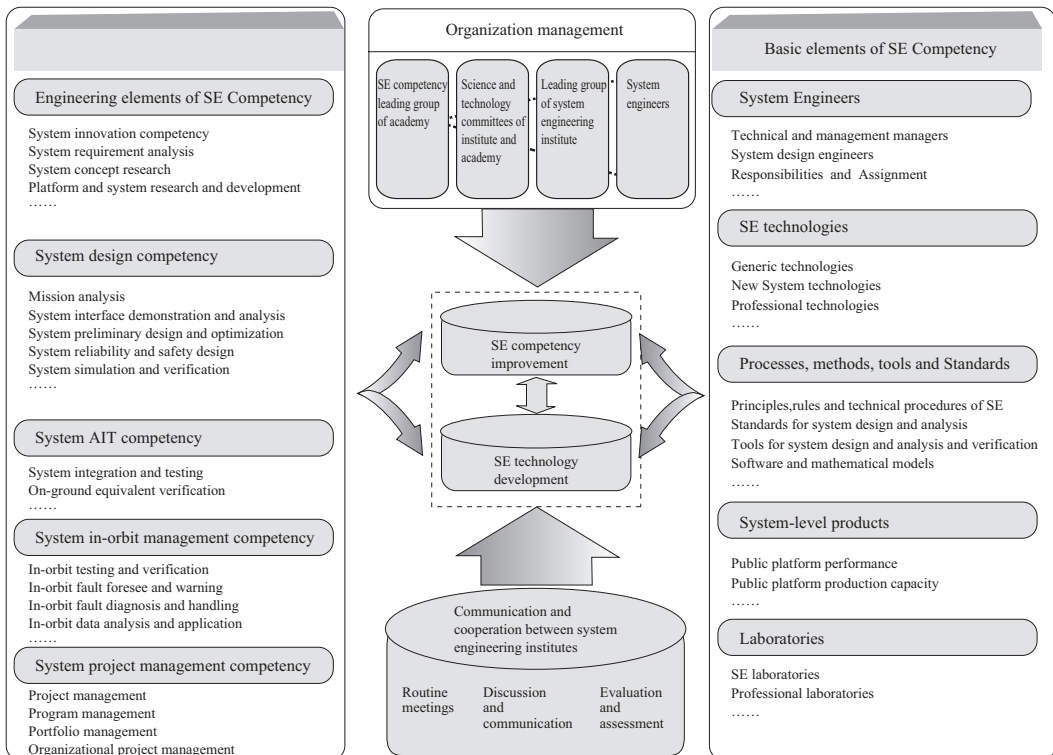 Engineering elements of SE Competency
System innovation competency
System requirement analysis
System concept research
Platform and system research and development
……
System design competency
Mission analysis
System interface demonstration and analysis
System preliminary design and optimization
System reliability and safety design
System simulation and verification
……
System AIT competency
System integration and testing
On-ground equivalent verification
……
System in-orbit management competency
In-orbit testing and verification
In-orbit fault foresee and warning
In-orbit fault diagnosis and handling
In-orbit data analysis and application
……
System project management competency
Project management
Program management
Portfolio management
Organizational project management
Organization management
SE competency
leading group
of academy
Science and
technology
committees of
institute and
academy
Leading group
of system
engineering
institute
System
engineers
SE competency
improvement
SE technology
development
Communication and
cooperation between system
engineering institutes
Routine
meetings
Discussion
and
communication
Evaluation
and
assessment
Basic elements of SE Competency
System Engineers
Technical and management managers
System design engineers
Responsibilities and Assignment
……
SE technologies
Generic technologies
New System technologies
Professional technologies
……
Processes, methods, tools and Standards
Principles,rules and technical procedures of SE
Standards for system design and analysis
Tools for system design and analysis and verification
Software and mathematical models
……
System-level products
Public platform performance
Public platform production capacity
……
Laboratories
SE laboratories
Professional laboratories
……